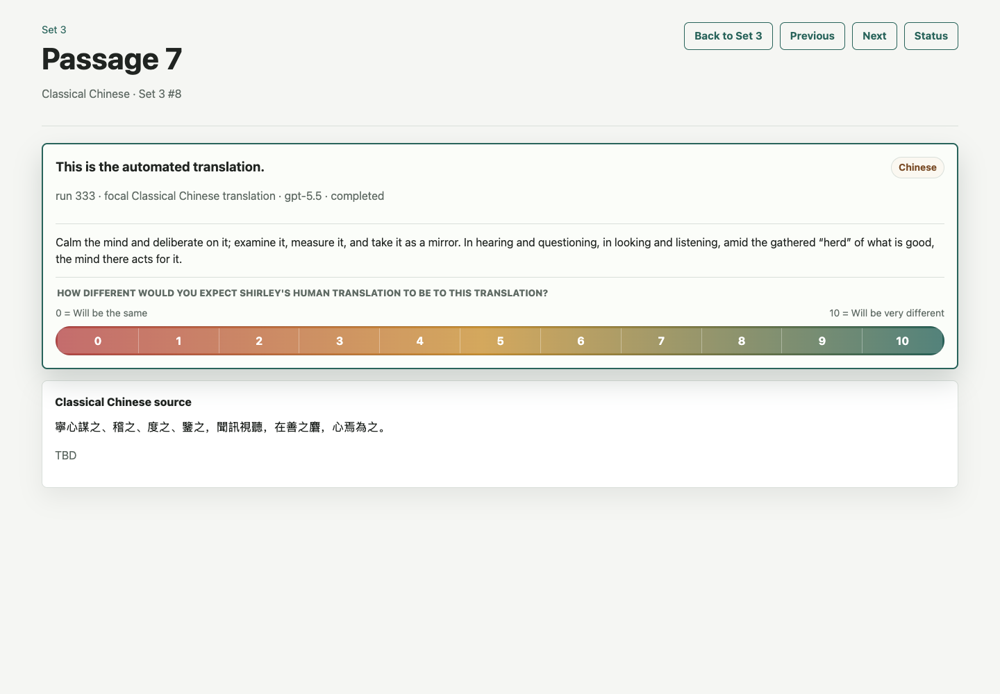 Set 3
Passage 7
Classical Chinese · Set 3 #8
Back to Set 3
Previous
Next
Status
This is the automated translation.
Chinese
run 333 · focal Classical Chinese translation · gpt-5.5 · completed
Calm the mind and deliberate on it; examine it, measure it, and take it as a mirror. In hearing and questioning, in looking and listening, amid the gathered “herd” of what is good,
the mind there acts for it.
HOW DIFFERENT WOULD YOU EXPECT SHIRLEY'S HUMAN TRANSLATION TO BE TO THIS TRANSLATION?
0 = Will be the same
10 = Will be very different
0 1 2 3 4 5 6 7 8 9 10
Classical Chinese source
寧心謀之、稽之、度之、鑒之，聞訊視聽，在善之麕，心焉為之。
TBD